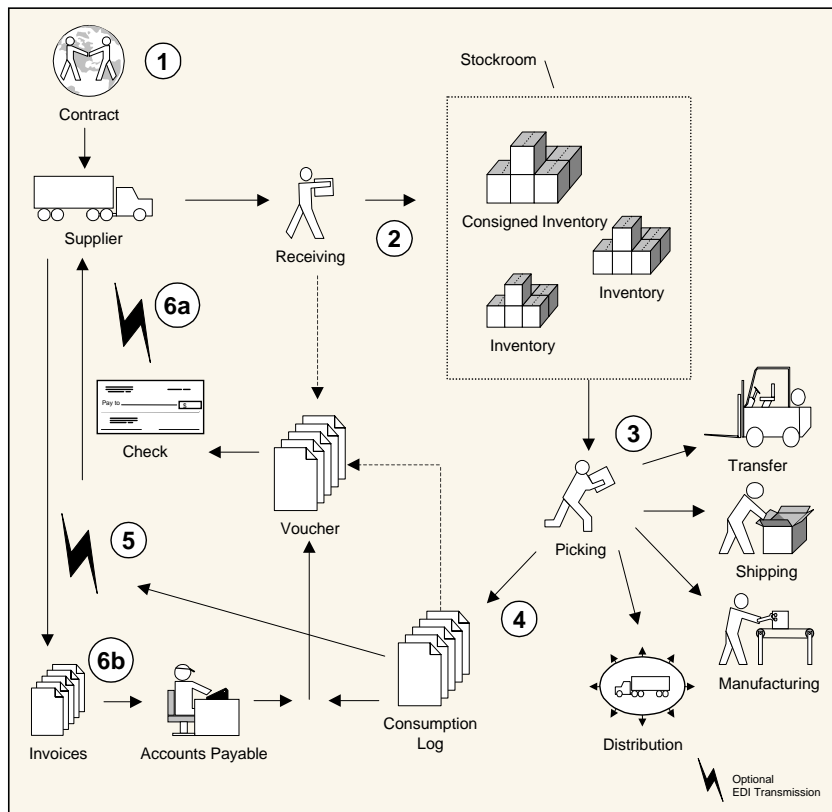 1
Stockroom
Contract
Supplier
Receiving
2
Consigned Inventory
Inventory
Inventory
6a
Pay to
$
Check
Voucher
3
Transfer
Picking
Shipping
5
4
Manufacturing
6b
Invoices
Accounts Payable
Consumption
Log
Distribution
Optional
EDI Transmission